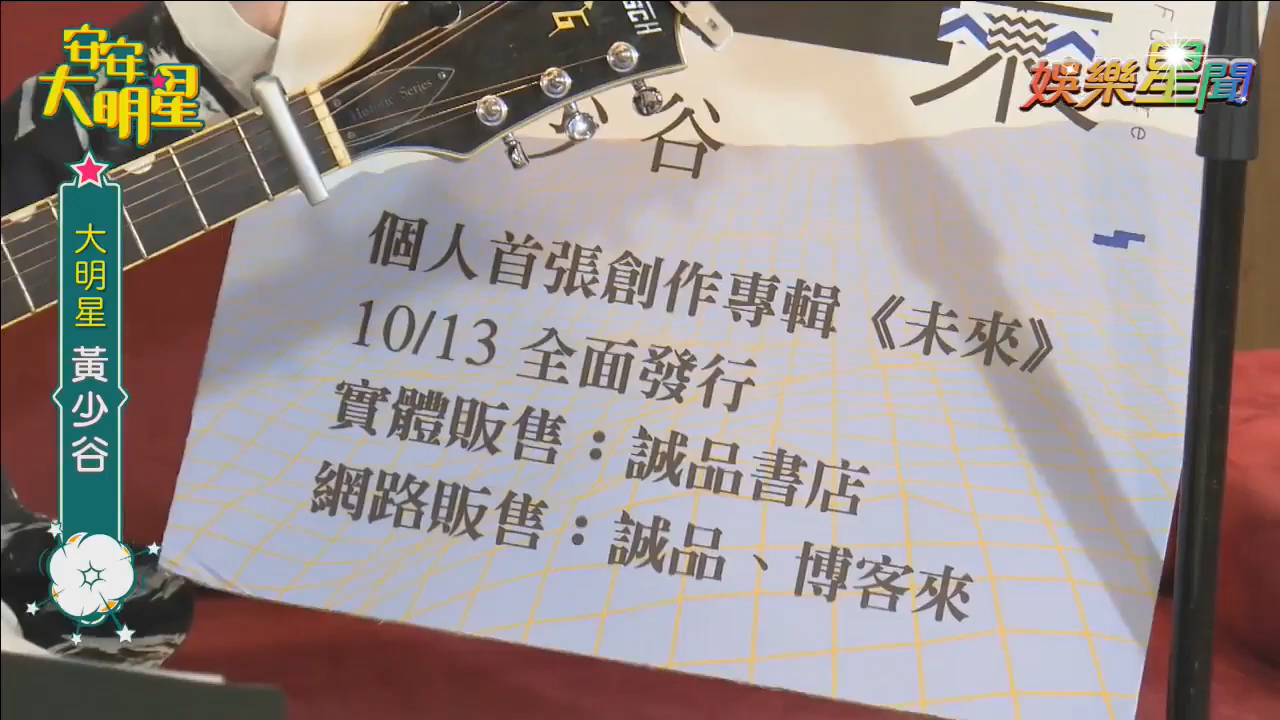 安安
大明星
大明星 黃少谷
娛樂星聞
谷
個人首張創作專輯《未來》
10/13 全面發行
實體販售：誠品書店
網路販售：誠品、博客來
Series